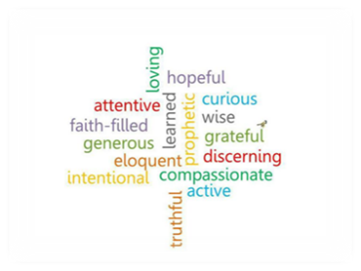 loving
hopeful
attentive
learned
prophetic
curious
faith-filled
wise
generous
grateful
eloquent
discerning
intentional
compassionate
truthful
active